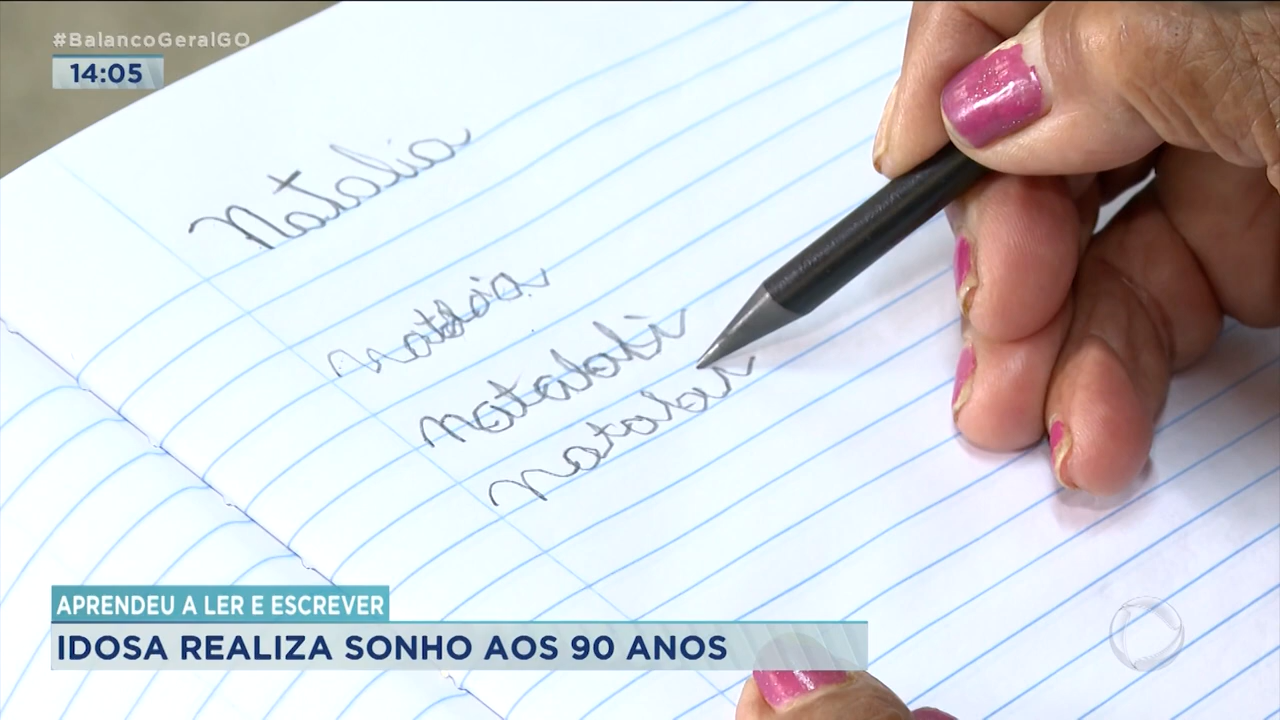 #BalancoGeralGO
14:05
Natalia
APRENDEU A LER E ESCREVER
IDOSA REALIZA SONHO AOS 90 ANOS